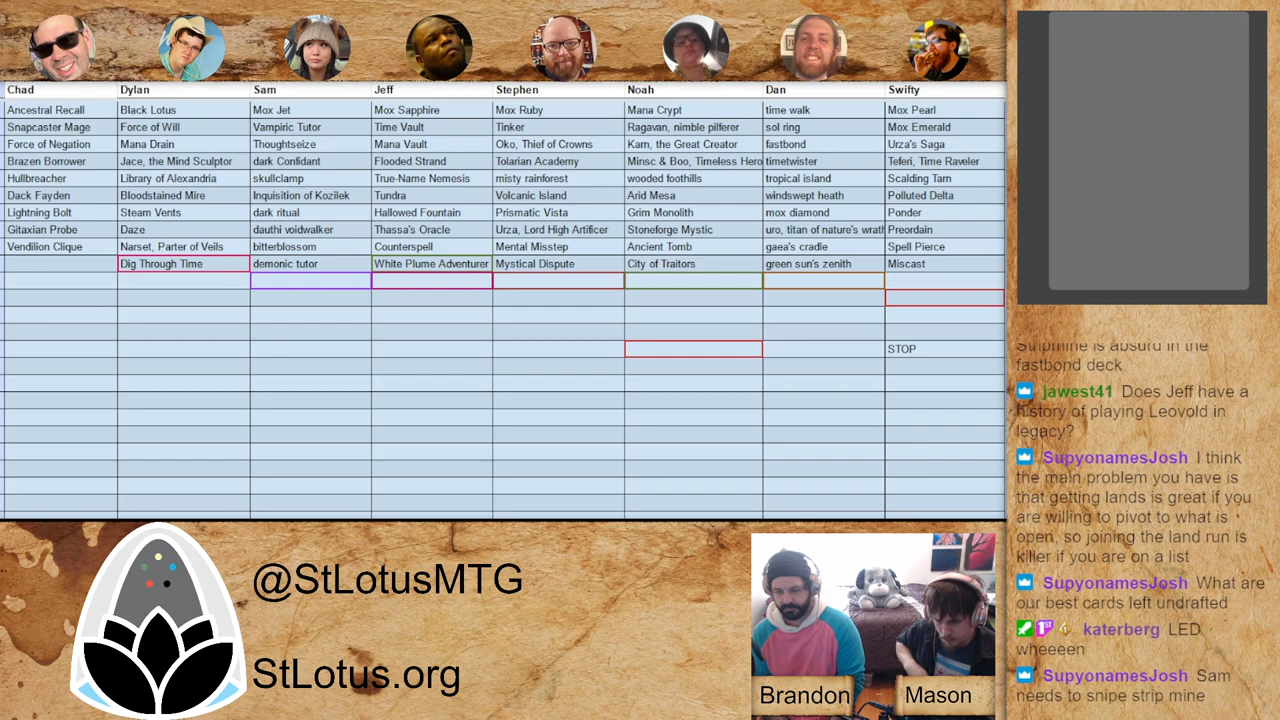 Chad Dylan Sam Jeff Stephen Noah Dan Swifty
Ancestral Recall Black Lotus Mox Jet Mox Sapphire Mox Ruby Mana Crypt time walk Mox Pearl
Snapcaster Mage Force of Will Vampiric Tutor Time Vault Tinker Ragavan, nimble pilferer sol ring Mox Emerald
Force of Negation Mana Drain Thoughtseize Mana Vault Oko, Thief of Crowns Karn, the Great Creator fastbond Urza's Saga
Brazen Borrower Jace, the Mind Sculptor dark Confidant Flooded Strand Tolarian Academy Minsc & Boo, Timeless Hero timetwister Teferi, Time Raveler
Hullbreacher Library of Alexandria skullclamp True-Name Nemesis misty rainforest wooded foothills tropical island Scalding Tarn
Dack Fayden Bloodstained Mire Inquisition of Kozilek Tundra Volcanic Island Arid Mesa windswept heath Polluted Delta
Lightning Bolt Steam Vents dark ritual Hallowed Fountain Prismatic Vista Grim Monolith mox diamond Ponder
Gitaxian Probe Daze dauthi voidwalker Thassa's Oracle Urza, Lord High Artificer Stoneforge Mystic uro, titan of nature's wrath Preordain
Vendilion Clique Narset, Parter of Veils bitterblossom Counterspell Mental Misstep Ancient Tomb gaea's cradle Spell Pierce
Dig Through Time demonic tutor White Plume Adventurer Mystical Dispute City of Traitors green sun's zenith Miscast
STOP
Stripmine is absurd in the
fastbond deck
jawest41 Does Jeff have a
history of playing Leovold in
legacy?
SupyonamesJosh I think
the main problem you have is
that getting lands is great if you
are willing to pivot to what is
open, so joining the land run is
killer if you are on a list
SupyonamesJosh What are
our best cards left undrafted
1ST katerberg LED
wheeeen
SupyonamesJosh Sam
needs to snipe strip mine
@StLotusMTG
StLotus.org
Brandon Mason